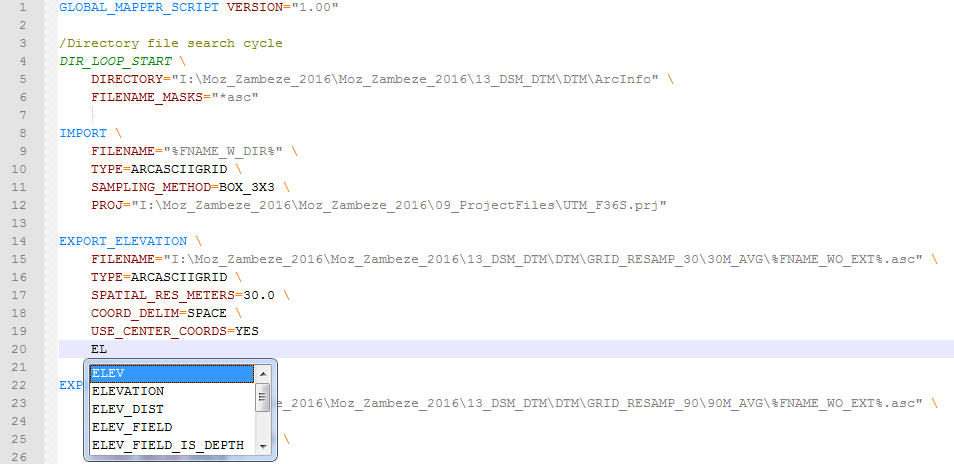 1 GLOBAL_MAPPER_SCRIPT VERSION="1.00"
2
3 /Directory file search cycle
4 DIR_LOOP_START \
5 DIRECTORY="I:\Moz_Zambeze_2016\Moz_Zambeze_2016\13_DSM_DTM\DTM\ArcInfo" \
6 FILENAME_MASKS="*asc"
7
8 IMPORT \
9 FILENAME="%FNAME_W_DIR%" \
10 TYPE=ARCASCIIGRID \
11 SAMPLING_METHOD=BOX_3X3 \
12 PROJ="I:\Moz_Zambeze_2016\Moz_Zambeze_2016\09_ProjectFiles\UTM_F36S.prj"
13
14 EXPORT_ELEVATION \
15 FILENAME="I:\Moz_Zambeze_2016\Moz_Zambeze_2016\13_DSM_DTM\DTM\GRID_RESAMP_30\30M_AVG\%FNAME_WO_EXT%.asc" \
16 TYPE=ARCASCIIGRID \
17 SPATIAL_RES_METERS=30.0 \
18 COORD_DELIM=SPACE \
19 USE_CENTER_COORDS=YES
20 EL
21 ELEV
22 EXP ELEVATION
23 ELEV_DIST e_2016\Moz_Zambeze_2016\13_DSM_DTM\DTM\GRID_RESAMP_90\90M_AVG\%FNAME_WO_EXT%.asc" \
24 ELEV_FIELD
25 ELEV_FIELD_IS_DEPTH \
26